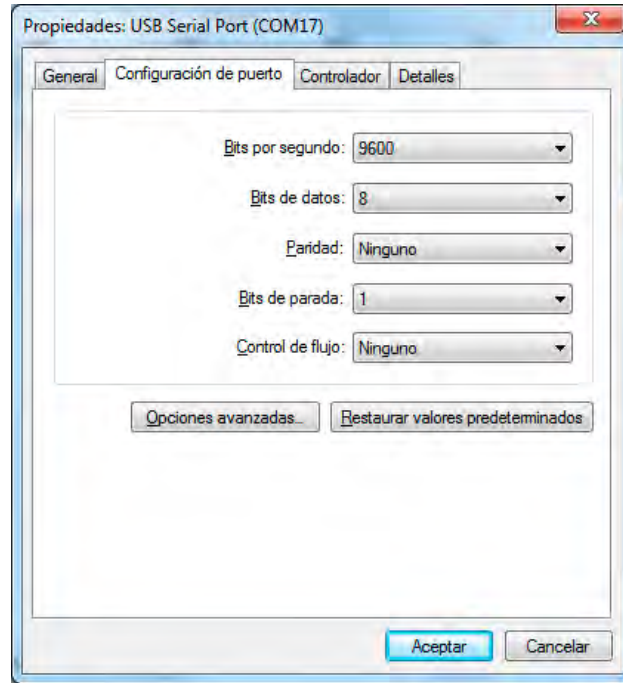 Propiedades: USB Serial Port (COM17)
General Configuración de puerto Controlador Detalles
Bits por segundo: 9600
Bits de datos: 8
Paridad: Ninguno
Bits de parada: 1
Control de flujo: Ninguno
Opciones avanzadas... Restaurar valores predeterminados
Aceptar Cancelar